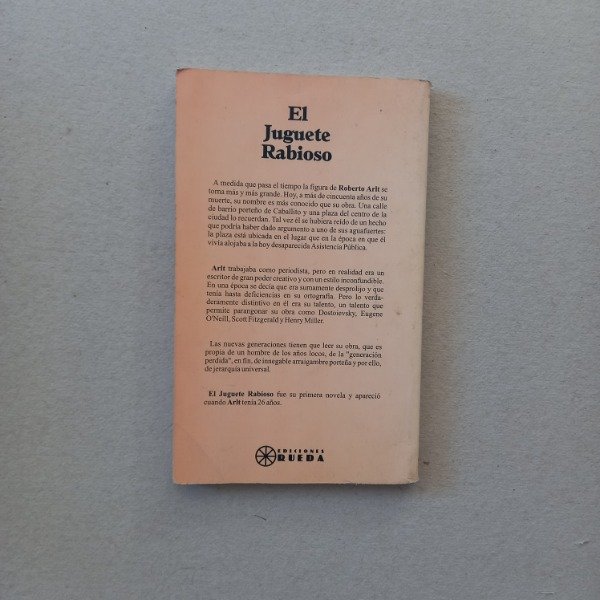 El
Juguete
Rabioso
A medida que pasa el tiempo la figura de Roberto Arlt se
torna más y más grande. Hoy, a más de cincuenta años de su
muerte, su nombre es más conocido que su obra. Una calle
de barrio porteño de Caballito y una plaza del centro de la
ciudad lo recuerdan. Tal vez él se hubiera reído de un hecho
que podría haber dado argumento a uno de sus aguafuertes:
la plaza está ubicada en el lugar que en la época en que él
vivía alojaba a la hoy desaparecida Asistencia Pública.
Arlt trabajaba como periodista, pero en realidad era un
escritor de gran poder creativo y con un estilo inconfundible.
En una época se decía que era sumamente desprolijo y que
tenía hasta deficiencias en su ortografía. Pero lo verda-
deramente distintivo en él era su talento, un talento que
permite parangonar su obra como Dostoievsky, Eugene
O'Neill, Scott Fitzgerald y Henry Miller.
Las nuevas generaciones tienen que leer su obra, que es
propia de un hombre de los años locos, de la "generación
perdida", en fin, de innegable arraigambre porteña y por ello,
de jerarquía universal.
El Juguete Rabioso fue su primera novela y apareció
cuando Arlt tenía 26 años.
EDICIONES
RUEDA